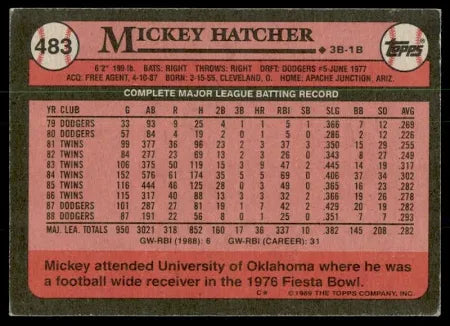 483
MICKEY HATCHER
3B-1B
Topps
6'2" 199-lb. BATS: RIGHT THROWS: RIGHT DRFT: DODGERS #5-JUNE 1977
ACQ: FREE AGENT, 4-10-87 BORN: 3-15-55, CLEVELAND, O. HOME: APACHE JUNCTION, ARIZ.
COMPLETE MAJOR LEAGUE BATTING RECORD
YR. CLUB G AB R H 2B 3B HR RBI SB SLG BB SO AVG
79 DODGERS 33 93 9 25 4 1 1 5 1 .366 7 12 .269
80 DODGERS 57 84 4 19 2 0 1 5 0 .286 6 12 .226
81 TWINS 99 377 36 96 23 2 3 37 3 .350 15 29 .255
82 TWINS 84 277 23 69 13 2 3 26 0 .343 8 27 .249
83 TWINS 106 375 50 119 15 3 9 47 2 .445 14 19 .317
84 TWINS 152 576 61 174 35 5 5 69 0 .406 37 34 .302
85 TWINS 116 444 46 125 28 0 3 49 0 .365 16 23 .282
86 TWINS 115 317 40 88 13 3 3 32 2 .366 19 26 .278
87 DODGERS 101 287 27 81 19 1 7 42 2 .429 20 19 .282
88 DODGERS 87 191 22 56 8 0 1 25 0 .351 7 7 .293
MAJ. LEA. TOTALS 950 3021 318 852 160 17 36 337 10 .382 145 208 .282
GW-RBI (1988): 6 GW-RBI (CAREER): 31
Mickey attended University of Oklahoma where he was
a football wide receiver in the 1976 Fiesta Bowl.
C* © 1989 THE TOPPS COMPANY, INC.